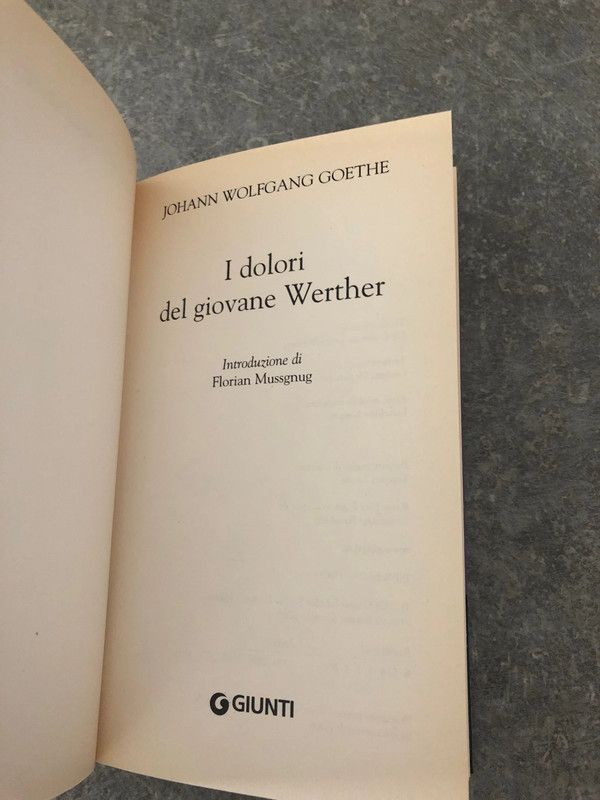 JOHANN WOLFGANG GOETHE
I dolori
del giovane Werther
Introduzione di
Florian Mussgnug
GIUNTI